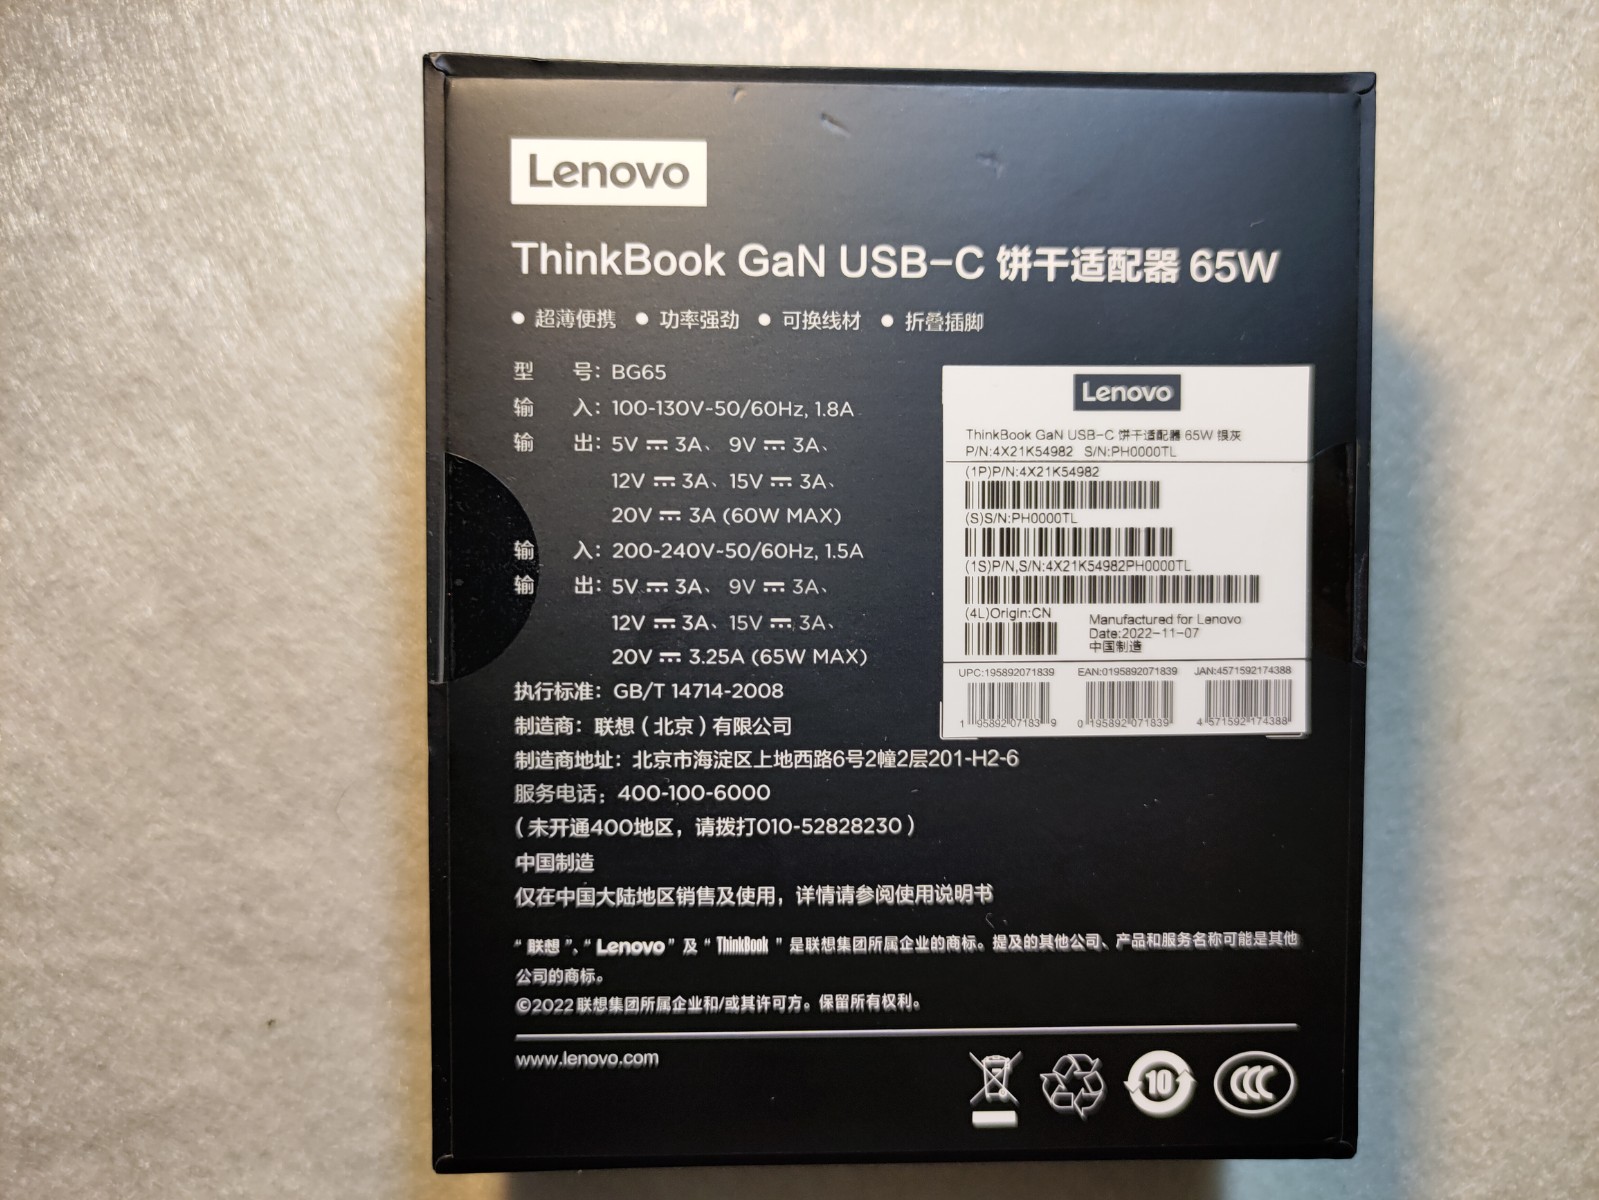 Lenovo
ThinkBook GaN USB-C 饼干适配器 65W
● 超薄便携 ● 功率强劲 ● 可换线材 ● 折叠插脚
型 号：BG65
输 入：100-130V~50/60Hz, 1.8A
输 出：5V ⎓ 3A、 9V ⎓ 3A、
12V ⎓ 3A、15V ⎓ 3A、
20V ⎓ 3A (60W MAX)
输 入：200-240V~50/60Hz, 1.5A
输 出：5V ⎓ 3A、 9V ⎓ 3A、
12V ⎓ 3A、15V ⎓ 3A、
20V ⎓ 3.25A (65W MAX)
执行标准：GB/T 14714-2008
制造商：联想（北京）有限公司
制造商地址：北京市海淀区上地西路6号2幢2层201-H2-6
服务电话：400-100-6000
（未开通400地区，请拨打010-52828230）
中国制造
仅在中国大陆地区销售及使用，详情请参阅使用说明书
“联想”、“Lenovo”及“ThinkBook”是联想集团所属企业的商标。提及的其他公司、产品和服务名称可能是其他
公司的商标。
©2022 联想集团所属企业和/或其许可方。保留所有权利。
www.lenovo.com
10
CCC
Lenovo
ThinkBook GaN USB-C 饼干适配器 65W 银灰
P/N:4X21K54982 S/N:PH0000TL
(1P)P/N:4X21K54982
(S)S/N:PH0000TL
(1S)P/N,S/N:4X21K54982PH0000TL
(4L)Origin:CN
Manufactured for Lenovo
Date:2022-11-07
中国制造
UPC:195892071839 EAN:0195892071839 JAN:4571592174388
1 95892 07183 9 0 195892 071839 4 571592 174388